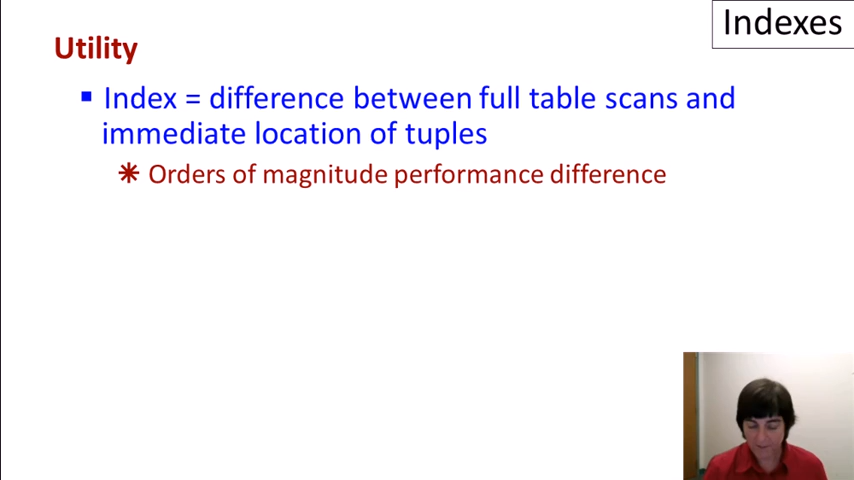 Indexes
Utility
▪ Index = difference between full table scans and
immediate location of tuples
✳ Orders of magnitude performance difference